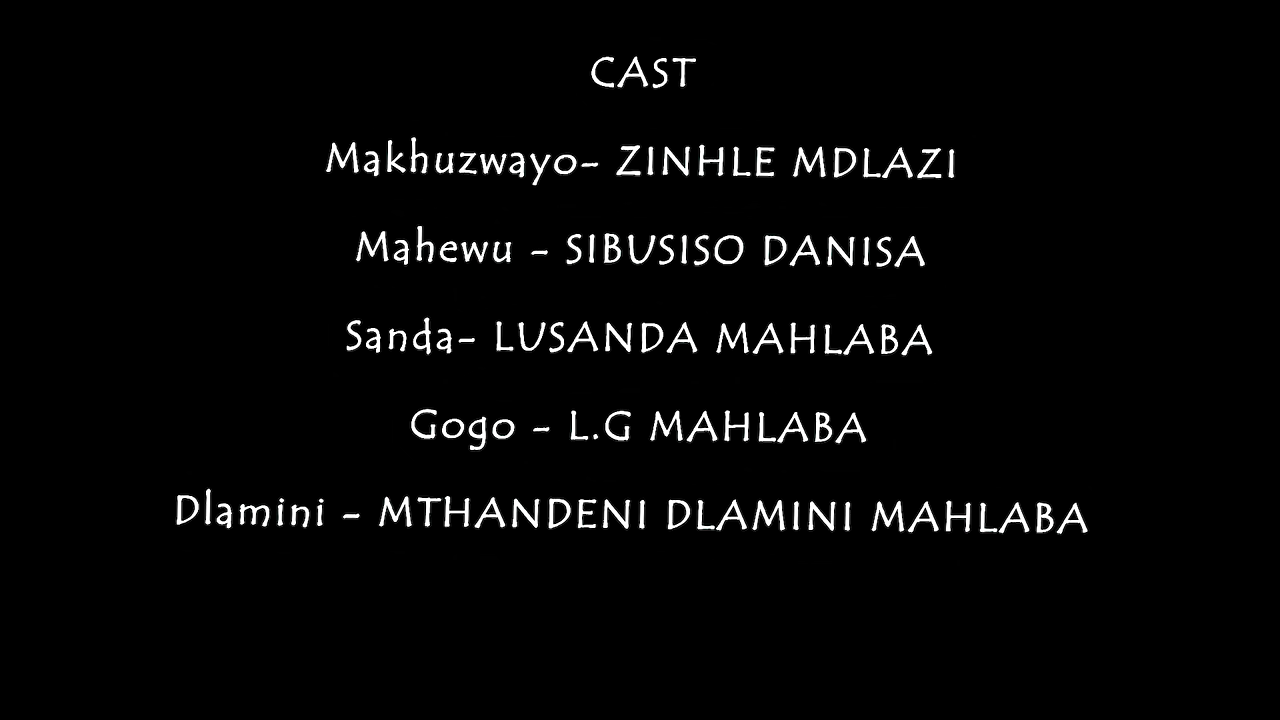 CAST
Makhuzwayo- ZINHLE MDLAZI
Mahewu - SIBUSISO DANISA
Sanda- LUSANDA MAHLABA
Gogo - L.G MAHLABA
Dlamini - MTHANDENI DLAMINI MAHLABA